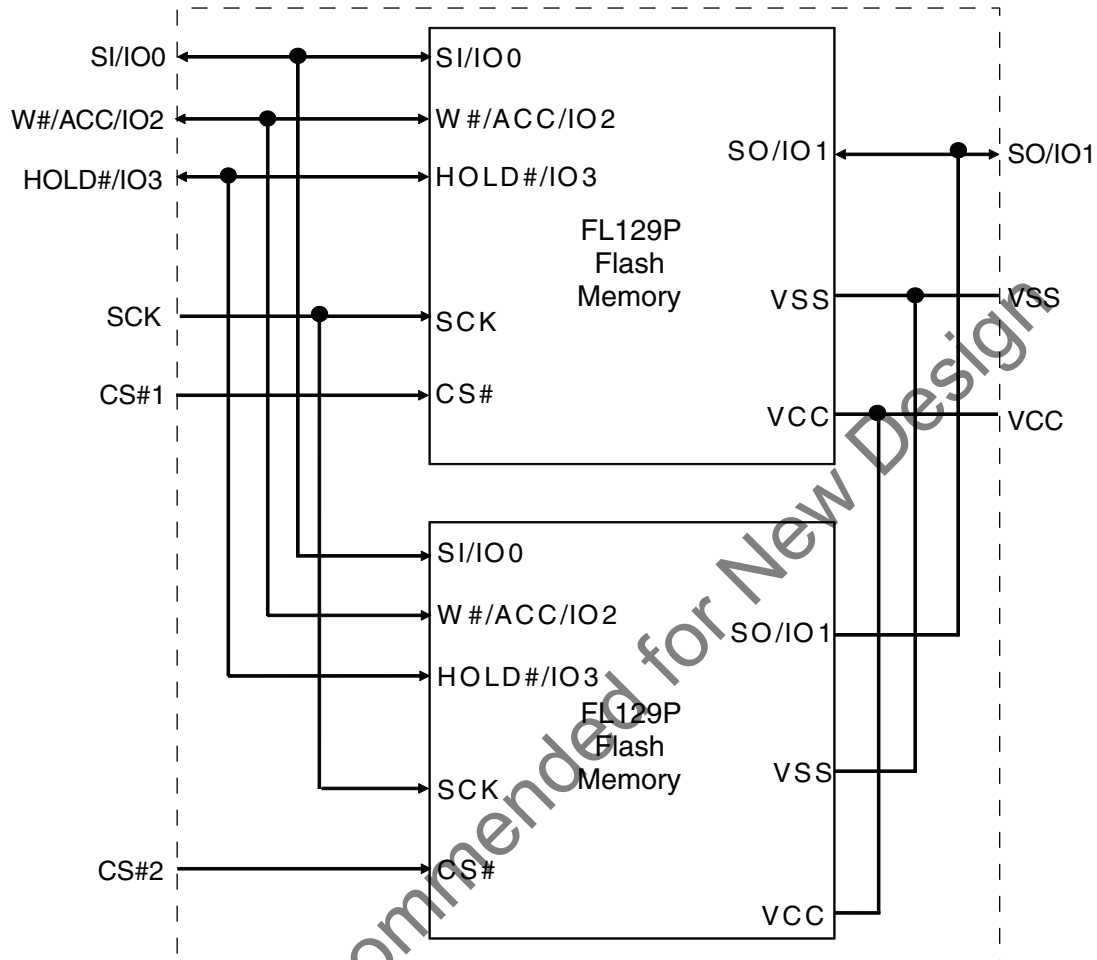 SI/IO0
W#/ACC/IO2
HOLD#/IO3
SCK
CS#1
CS#2
SI/IO0
W#/ACC/IO2
HOLD#/IO3
SCK
CS#
SO/IO1
VSS
VCC
FL129P
Flash
Memory
SI/IO0
W#/ACC/IO2
HOLD#/IO3
SCK
CS#
SO/IO1
VSS
VCC
FL129P
Flash
Memory
SO/IO1
VSS
VCC
ommended for New Design